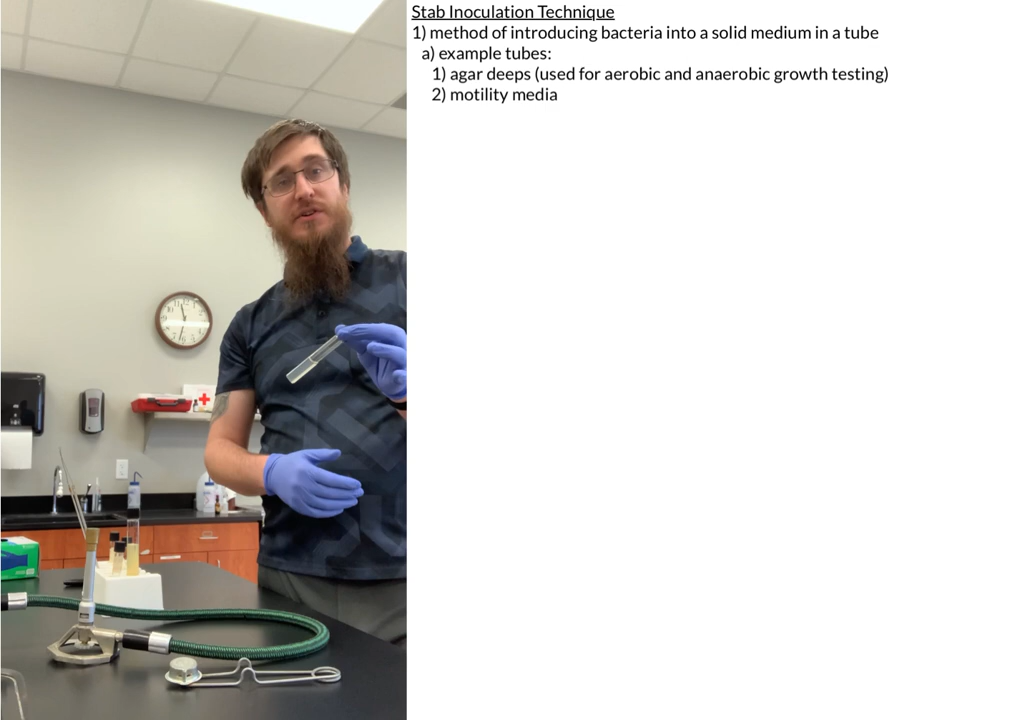 Stab Inoculation Technique
1) method of introducing bacteria into a solid medium in a tube
a) example tubes:
1) agar deeps (used for aerobic and anaerobic growth testing)
2) motility media